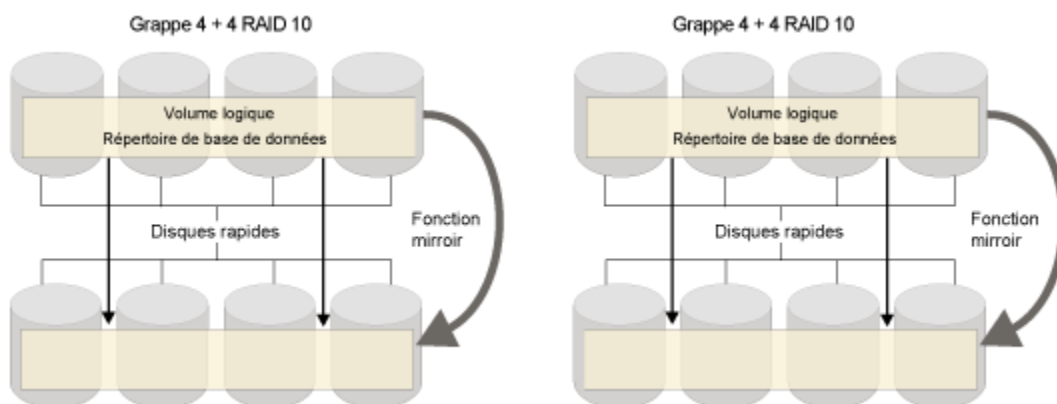 Grappe 4 + 4 RAID 10
Volume logique
Répertoire de base de données
Disques rapides
Fonction
mirroir
Grappe 4 + 4 RAID 10
Volume logique
Répertoire de base de données
Disques rapides
Fonction
mirroir